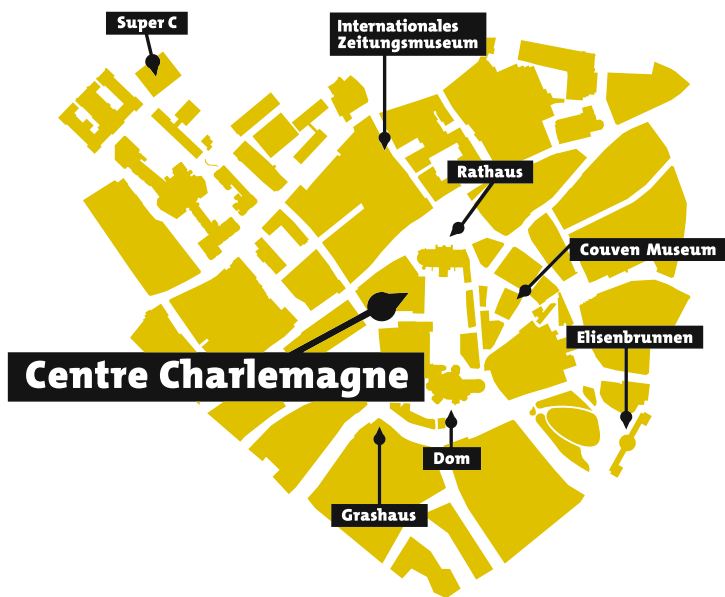 Super C
Internationales
Zeitungsmuseum
Rathaus
Couven Museum
Elisenbrunnen
Centre Charlemagne
Dom
Grashaus